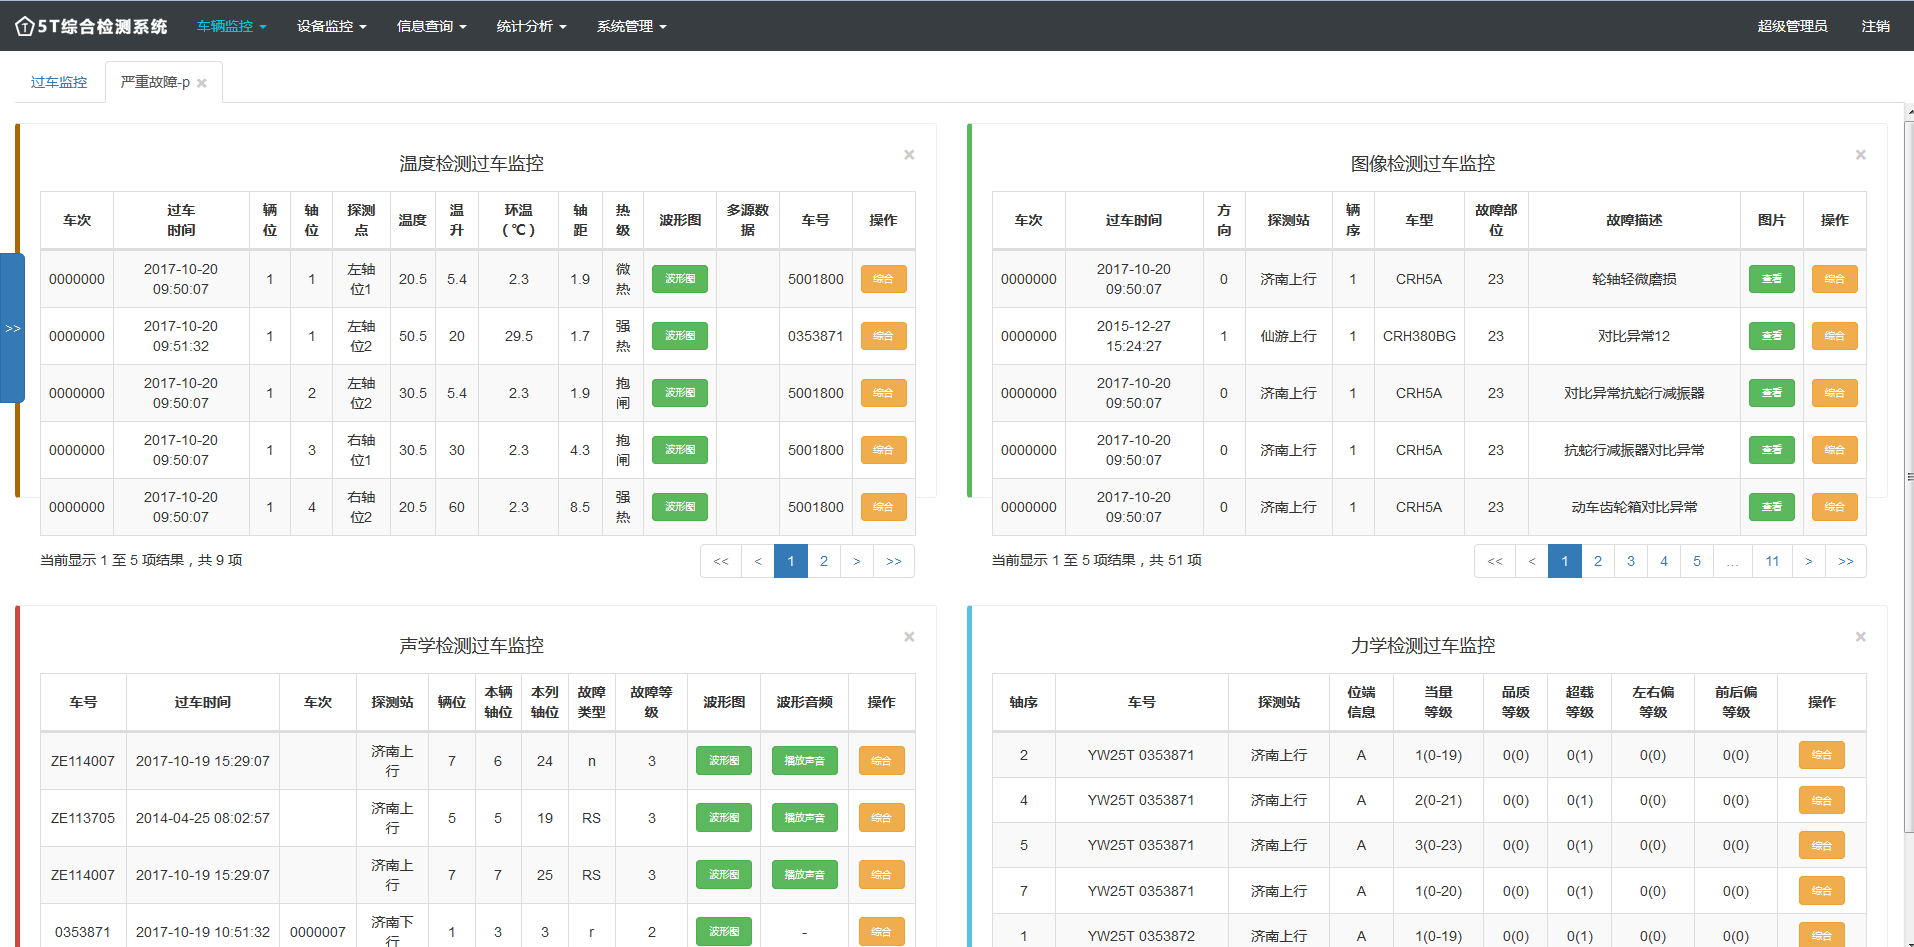 5T综合检测系统 车辆监控 设备监控 信息查询 统计分析 系统管理 超级管理员 注销
过车监控 严重故障-p ×
温度检测过车监控 ×
车次 过车时间 辆位 轴位 探测点 温度 温升 环温(℃) 轴距 热级 波形图 多源数据 车号 操作
0000000 2017-10-20 09:50:07 1 1 左轴位1 20.5 5.4 2.3 1.9 微热 波形图 5001800 综合
0000000 2017-10-20 09:51:32 1 1 左轴位2 50.5 20 29.5 1.7 强热 波形图 0353871 综合
0000000 2017-10-20 09:50:07 1 2 左轴位2 30.5 5.4 2.3 1.9 抱闸 波形图 5001800 综合
0000000 2017-10-20 09:50:07 1 3 右轴位1 30.5 30 2.3 4.3 抱闸 波形图 5001800 综合
0000000 2017-10-20 09:50:07 1 4 右轴位2 20.5 60 2.3 8.5 强热 波形图 5001800 综合
当前显示 1 至 5 项结果，共 9 项 << < 1 2 > >>
>>
图像检测过车监控 ×
车次 过车时间 方向 探测站 辆序 车型 故障部位 故障描述 图片 操作
0000000 2017-10-20 09:50:07 0 济南上行 1 CRH5A 23 轮轴轻微磨损 查看 综合
0000000 2015-12-27 15:24:27 1 仙游上行 1 CRH380BG 23 对比异常12 查看 综合
0000000 2017-10-20 09:50:07 0 济南上行 1 CRH5A 23 对比异常抗蛇行减振器 查看 综合
0000000 2017-10-20 09:50:07 0 济南上行 1 CRH5A 23 抗蛇行减振器对比异常 查看 综合
0000000 2017-10-20 09:50:07 0 济南上行 1 CRH5A 23 动车齿轮箱对比异常 查看 综合
当前显示 1 至 5 项结果，共 51 项 << < 1 2 3 4 5 ... 11 > >>
声学检测过车监控 ×
车号 过车时间 车次 探测站 辆位 本辆轴位 本列轴位 故障类型 故障等级 波形图 波形音频 操作
ZE114007 2017-10-19 15:29:07 济南上行 7 6 24 n 3 波形图 播放声音 综合
ZE113705 2014-04-25 08:02:57 济南上行 5 5 19 RS 3 波形图 播放声音 综合
ZE114007 2017-10-19 15:29:07 济南上行 7 7 25 RS 3 波形图 播放声音 综合
0353871 2017-10-19 10:51:32 0000007 济南下行 1 3 3 r 2 波形图 - 综合
力学检测过车监控 ×
轴序 车号 探测站 位端信息 当量等级 品质等级 超载等级 左右偏等级 前后偏等级 操作
2 YW25T 0353871 济南上行 A 1(0-19) 0(0) 0(1) 0(0) 0(0) 综合
4 YW25T 0353871 济南上行 A 2(0-21) 0(0) 0(1) 0(0) 0(0) 综合
5 YW25T 0353871 济南上行 A 3(0-23) 0(0) 0(1) 0(0) 0(0) 综合
7 YW25T 0353871 济南上行 A 1(0-20) 0(0) 0(1) 0(0) 0(0) 综合
1 YW25T 0353872 济南上行 A 1(0-19) 0(0) 0(1) 0(0) 0(0) 综合